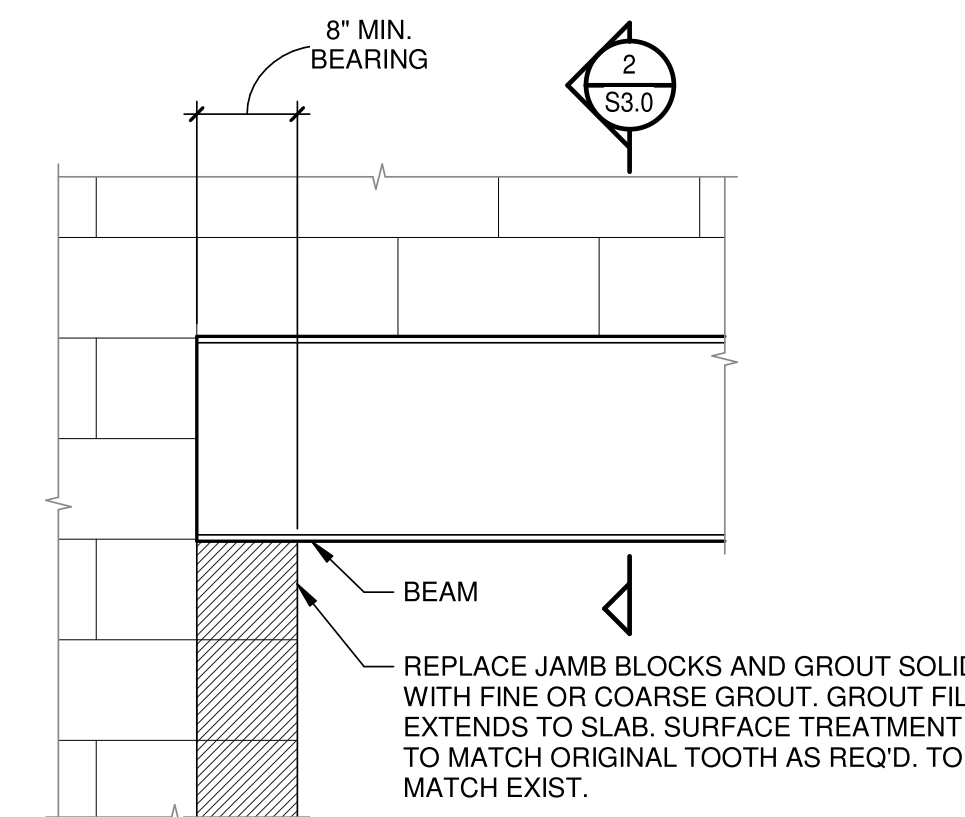 8" MIN.
BEARING
2
S3.0
BEAM
REPLACE JAMB BLOCKS AND GROUT SOLID
WITH FINE OR COARSE GROUT. GROUT FIL
EXTENDS TO SLAB. SURFACE TREATMENT
TO MATCH ORIGINAL TOOTH AS REQ'D. TO
MATCH EXIST.